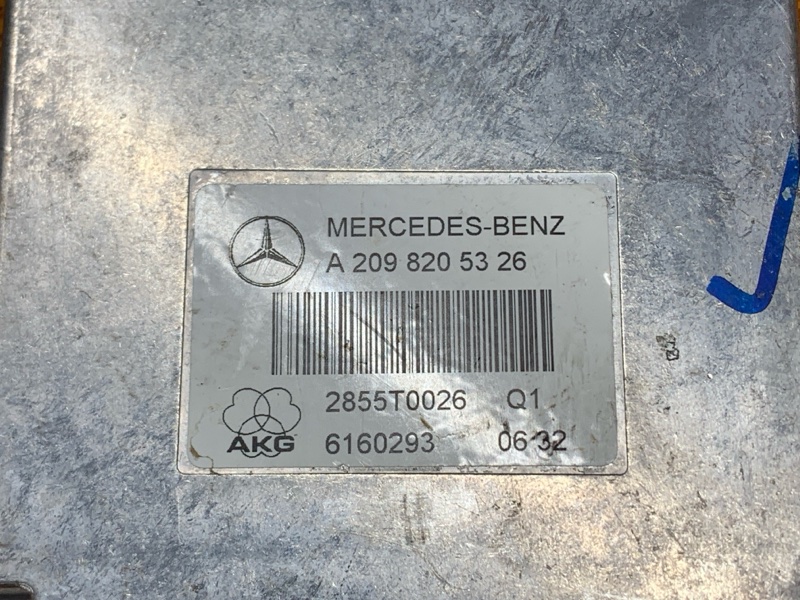 MERCEDES-BENZ
A 209 820 53 26
2855T0026 Q1
AKG
6160293 06 32